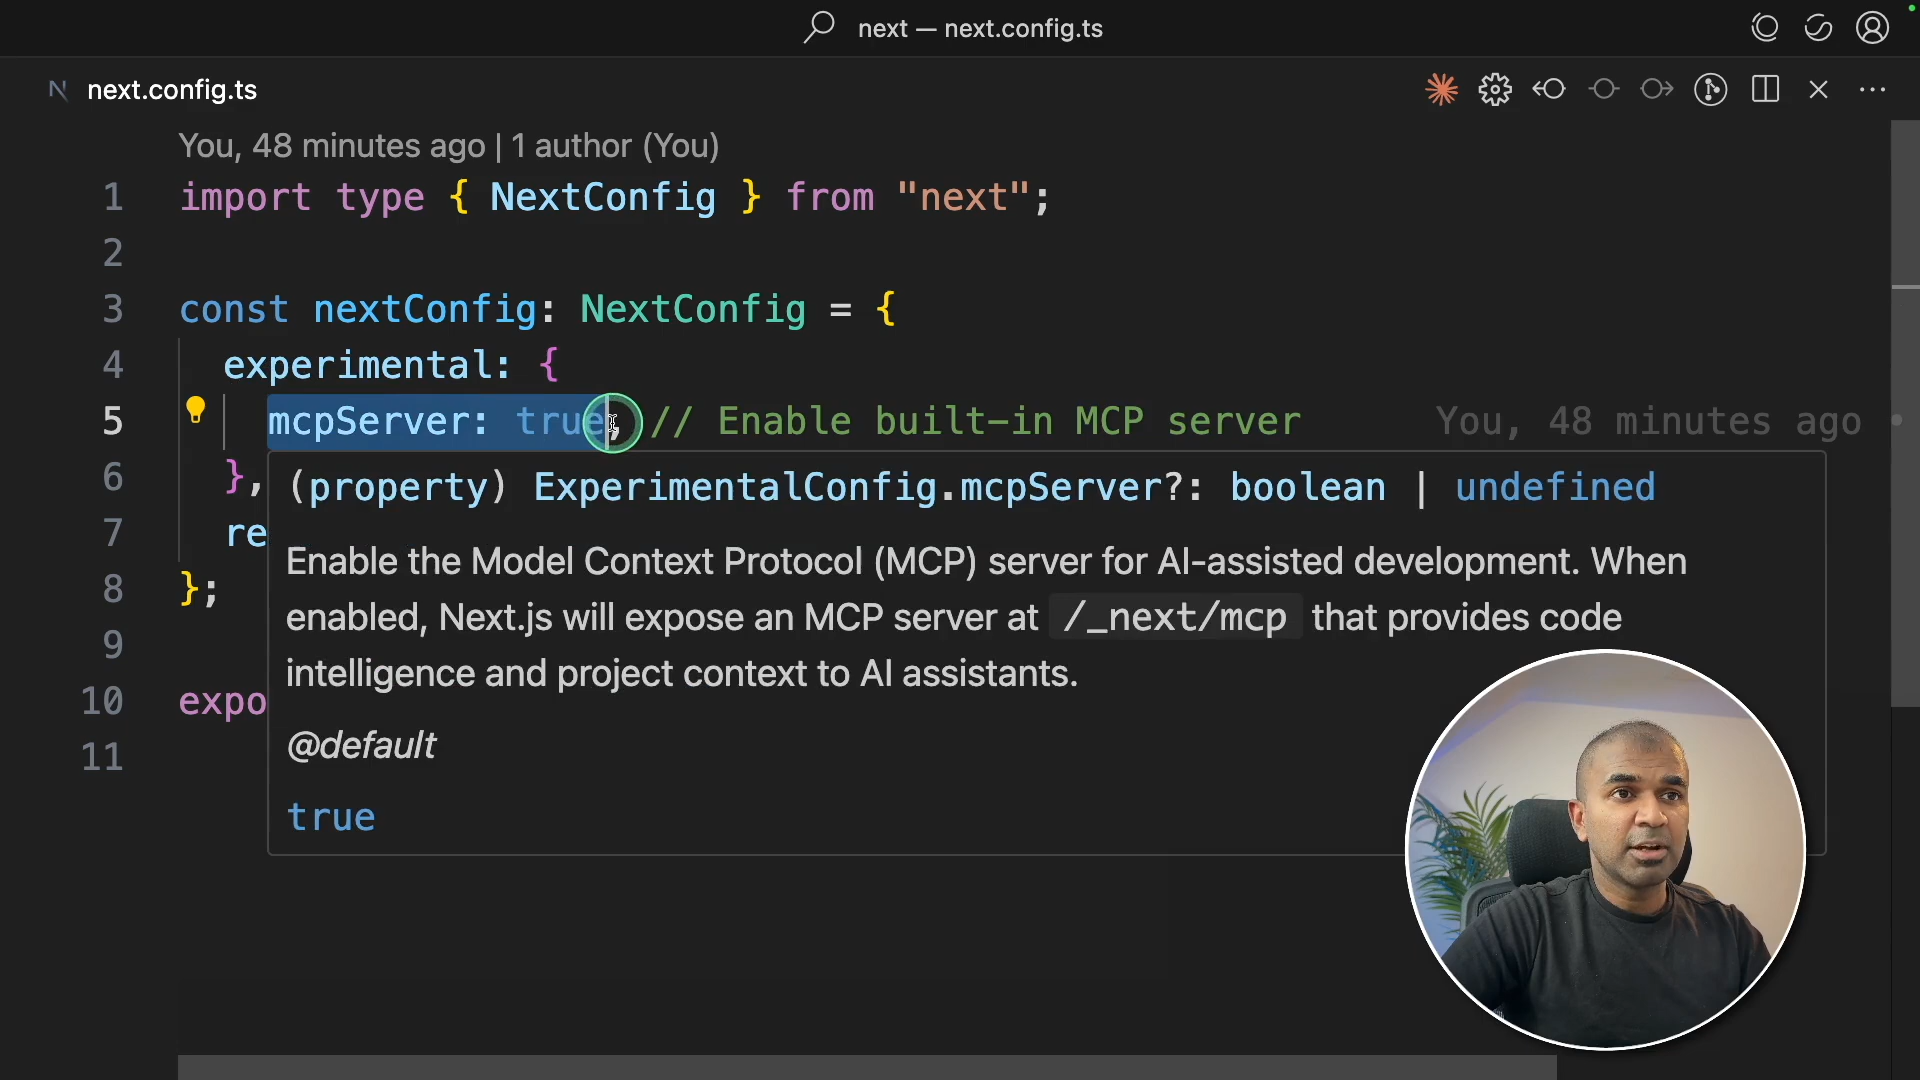 next — next.config.ts
next.config.ts
You, 48 minutes ago | 1 author (You)
1 import type { NextConfig } from "next";
2
3 const nextConfig: NextConfig = {
4 experimental: {
5 mcpServer: true, // Enable built-in MCP server You, 48 minutes ago •
6 },
7 re
8 };
9
10 expo
11
(property) ExperimentalConfig.mcpServer?: boolean | undefined
Enable the Model Context Protocol (MCP) server for AI-assisted development. When
enabled, Next.js will expose an MCP server at /_next/mcp that provides code
intelligence and project context to AI assistants.
@default
true